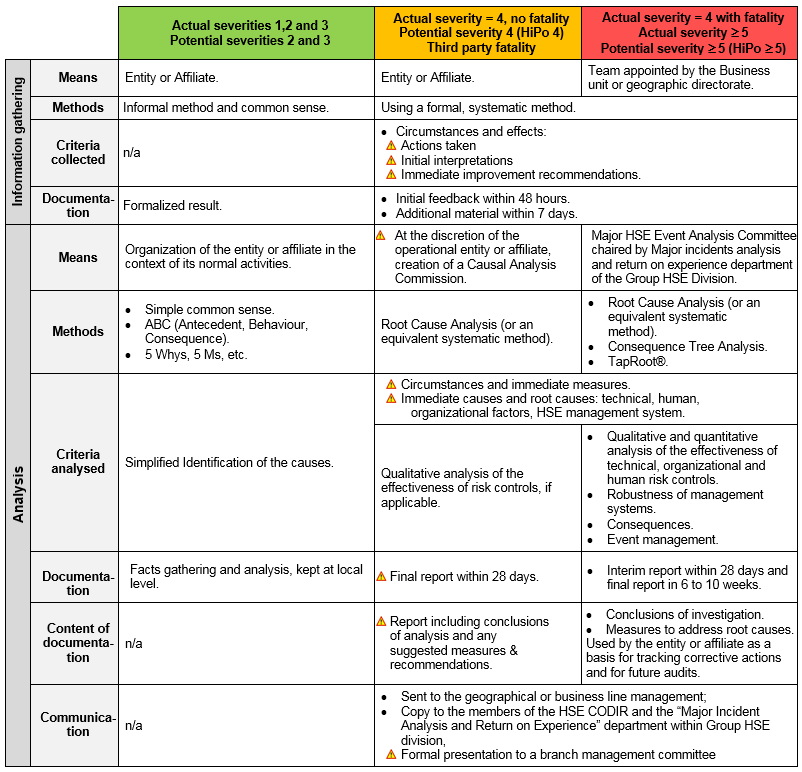 Actual severities 1,2 and 3
Potential severities 2 and 3
Actual severity = 4, no fatality
Potential severity 4 (HiPo 4)
Third party fatality
Actual severity = 4 with fatality
Actual severity ≥ 5
Potential severity ≥ 5 (HiPo ≥ 5)
Information gathering
Means
Entity or Affiliate.
Entity or Affiliate.
Team appointed by the Business
unit or geographic directorate.
Methods
Informal method and common sense.
Using a formal, systematic method.
Criteria
collected
n/a
• Circumstances and effects:
Actions taken
Initial interpretations
Immediate improvement recommendations.
Documenta-
tion
Formalized result.
• Initial feedback within 48 hours.
• Additional material within 7 days.
Analysis
Means
Organization of the entity or affiliate in the
context of its normal activities.
At the discretion of the
operational entity or affiliate,
creation of a Causal Analysis
Commission.
Major HSE Event Analysis Committee
chaired by Major incidents analysis
and return on experience department
of the Group HSE Division.
Methods
• Simple common sense.
• ABC (Antecedent, Behaviour,
Consequence).
• 5 Whys, 5 Ms, etc.
Root Cause Analysis (or an
equivalent systematic method).
• Root Cause Analysis (or an
equivalent systematic
method).
• Consequence Tree Analysis.
• TapRoot®.
Criteria
analysed
Simplified Identification of the causes.
Circumstances and immediate measures.
Immediate causes and root causes: technical, human,
organizational factors, HSE management system.
Qualitative analysis of the
effectiveness of risk controls, if
applicable.
• Qualitative and quantitative
analysis of the effectiveness of
technical, organizational and
human risk controls.
• Robustness of management
systems.
• Consequences.
• Event management.
Documenta-
tion
Facts gathering and analysis, kept at local
level.
Final report within 28 days.
• Interim report within 28 days and
final report in 6 to 10 weeks.
Content of
documenta-
tion
n/a
Report including conclusions
of analysis and any
suggested measures &
recommendations.
• Conclusions of investigation.
• Measures to address root causes.
Used by the entity or affiliate as a
basis for tracking corrective actions
and for future audits.
Communica-
tion
n/a
• Sent to the geographical or business line management;
• Copy to the members of the HSE CODIR and the “Major Incident
Analysis and Return on Experience” department within Group HSE
division,
Formal presentation to a branch management committee